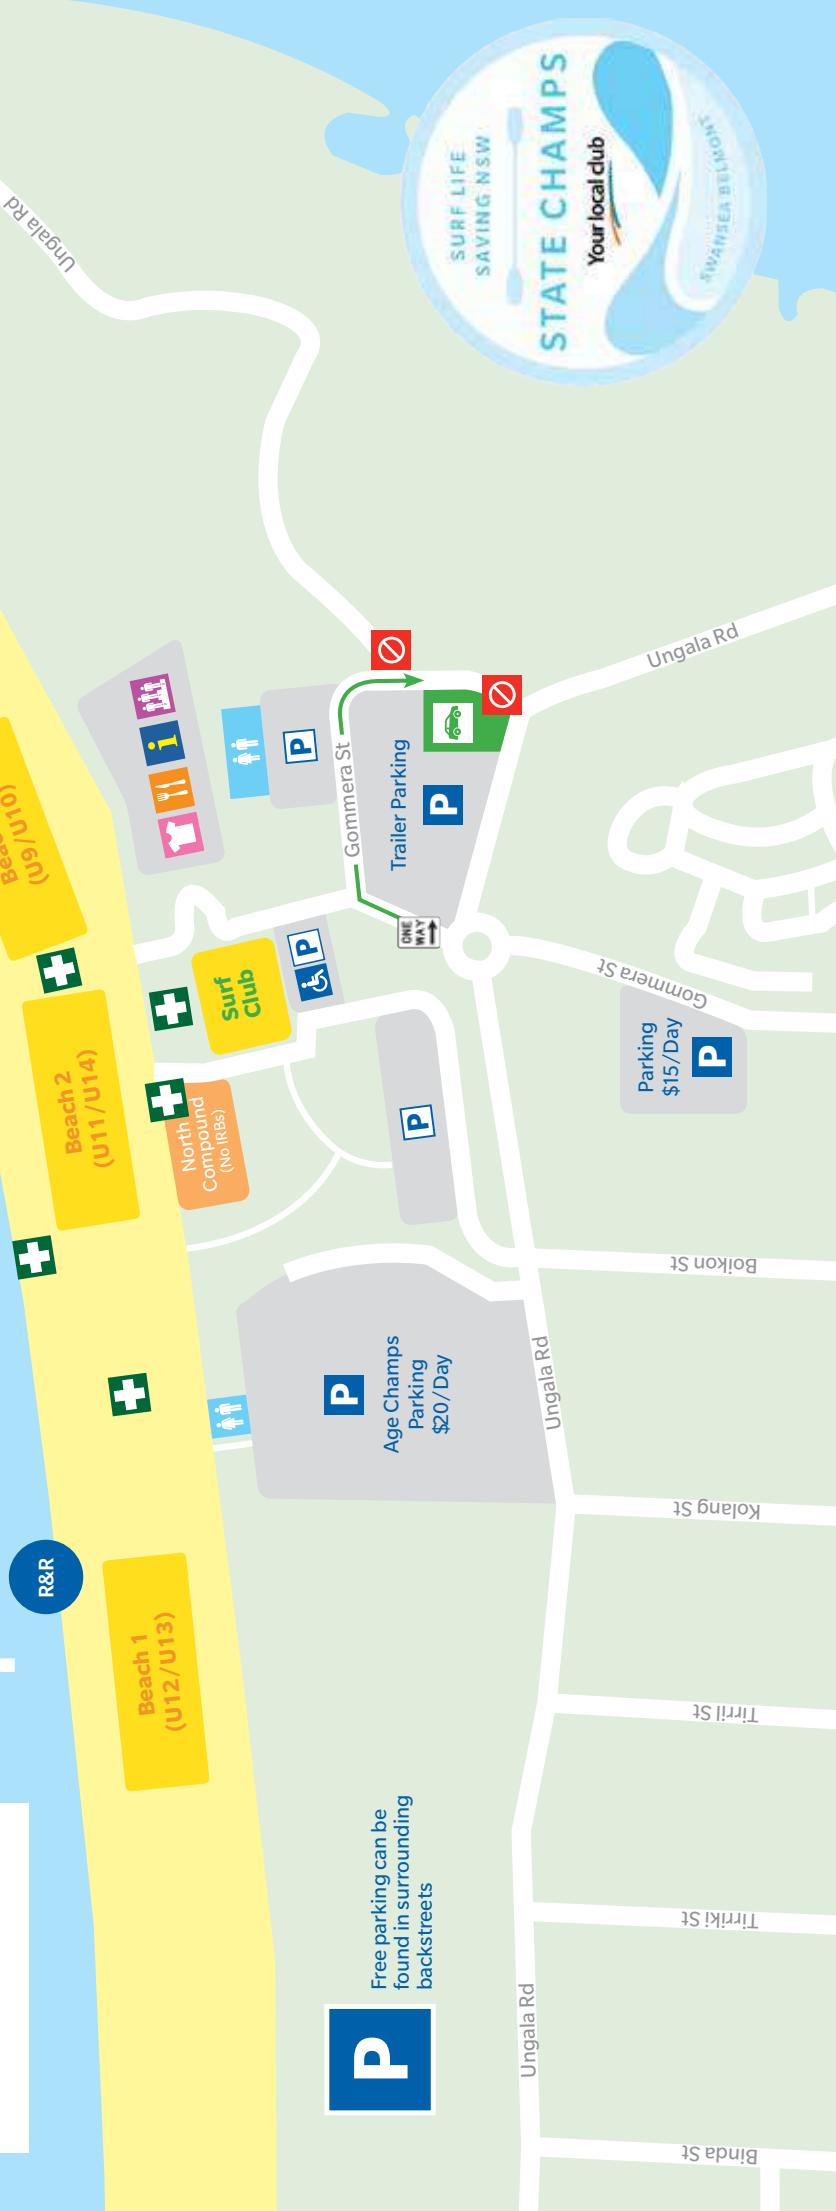 SURF LIFE
SAVING NSW
STATE CHAMPS
Your local club
SWANSEA BELMONT
Ungala Rd
(U9/U10)
i
P
Gommera St
Trailer Parking
P
Ungala Rd
ONE
WAY
P
Surf
Club
Gommera St
Parking
$15/Day
P
Beach 2
(U11/U14)
North
Compound
(No IRBs)
P
Boikon St
P
Age Champs
Parking
$20/Day
Ungala Rd
Kolang St
R&R
Beach 1
(U12/U13)
Tirril St
Free parking can be
found in surrounding
backstreets
P
Tirriki St
Ungala Rd
Binda St